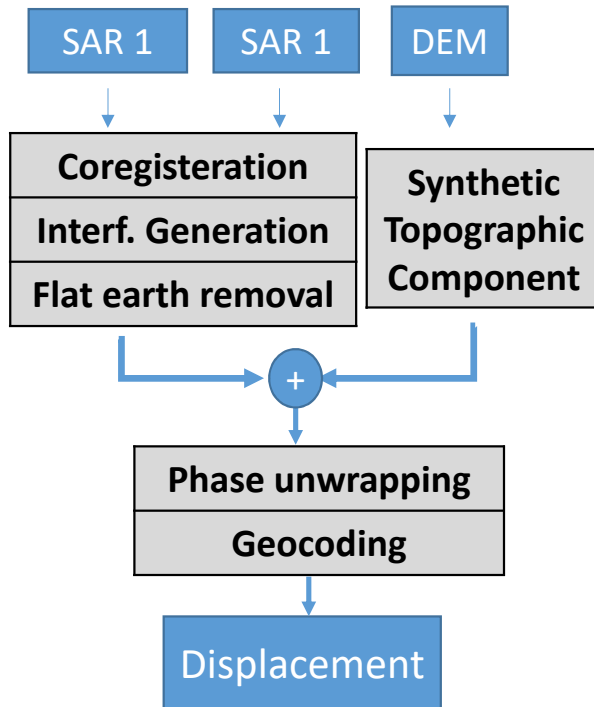 SAR 1
SAR 1
DEM
Coregisteration
Interf. Generation
Flat earth removal
Synthetic
Topographic
Component
+
Phase unwrapping
Geocoding
Displacement